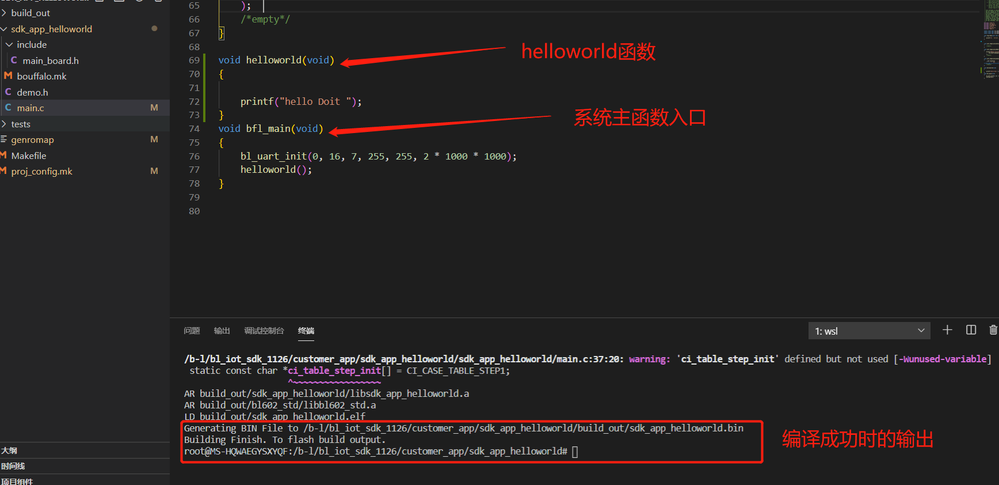 build_out
sdk_app_helloworld
include
C main_board.h
M bouffalo.mk
C demo.h
C main.c M
tests
genromap M
M Makefile
M proj_config.mk
大纲
时间线
项目组件
65 );
66 /*empty*/
67 }
68
69 void helloworld(void)
70 {
71
72 printf("hello Doit ");
73 }
74 void bfl_main(void)
75 {
76 bl_uart_init(0, 16, 7, 255, 255, 2 * 1000 * 1000);
77 helloworld();
78 }
79
80
helloworld函数
系统主函数入口
问题 输出 调试控制台 终端
1: wsl
/b-l/bl_iot_sdk_1126/customer_app/sdk_app_helloworld/sdk_app_helloworld/main.c:37:20: warning: 'ci_table_step_init' defined but not used [-Wunused-variable]
static const char *ci_table_step_init[] = CI_CASE_TABLE_STEP1;
^~~~~~~~~~~~~~~~~~
AR build_out/sdk_app_helloworld/libsdk_app_helloworld.a
AR build_out/bl602_std/libbl602_std.a
LD build_out/sdk_app_helloworld.elf
Generating BIN File to /b-l/bl_iot_sdk_1126/customer_app/sdk_app_helloworld/build_out/sdk_app_helloworld.bin
Building Finish. To flash build output.
root@MS-HQWAEGYSXYQF:/b-l/bl_iot_sdk_1126/customer_app/sdk_app_helloworld#
编译成功时的输出